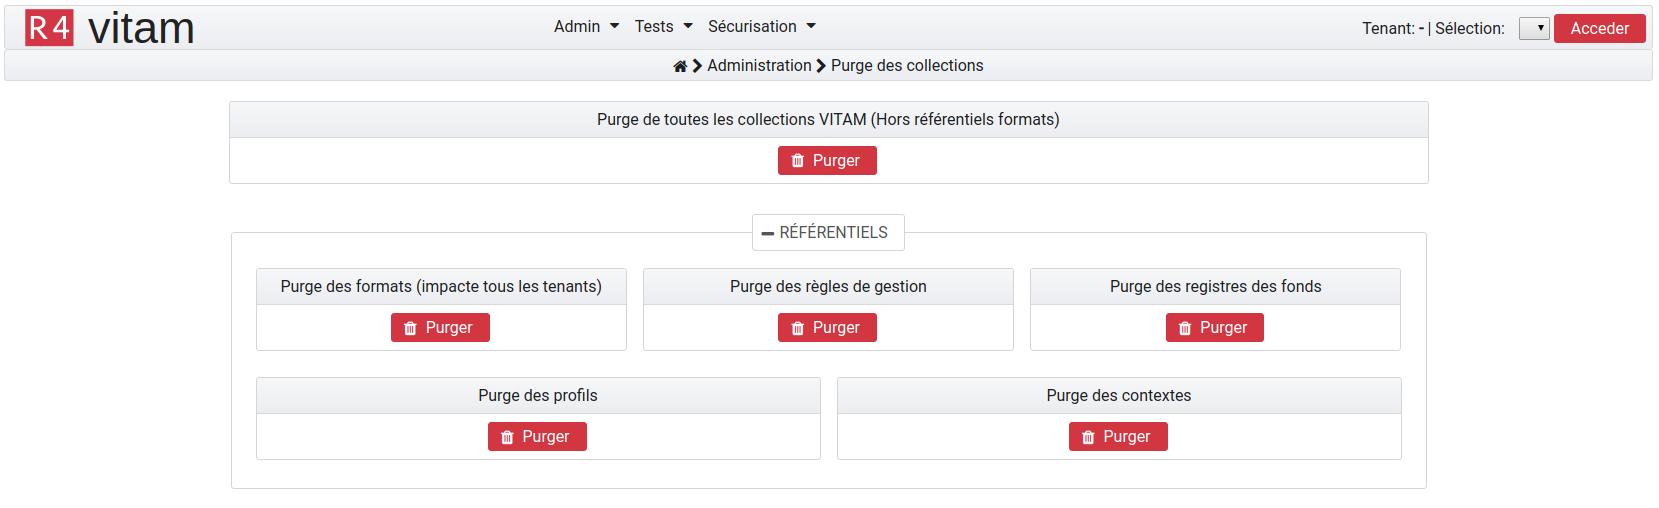 R4 vitam
Admin Tests Sécurisation
Tenant: - | Sélection: Acceder
Administration Purge des collections
Purge de toutes les collections VITAM (Hors référentiels formats)
Purger
RÉFÉRENTIELS
Purge des formats (impacte tous les tenants)
Purger
Purge des règles de gestion
Purger
Purge des registres des fonds
Purger
Purge des profils
Purger
Purge des contextes
Purger